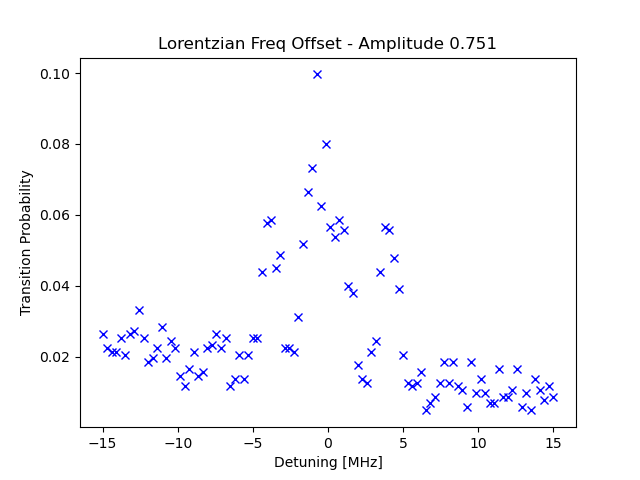 Lorentzian Freq Offset - Amplitude 0.751
0.10
0.08
0.06
0.04
0.02
Transition Probability
−15 −10 −5 0 5 10 15
Detuning [MHz]